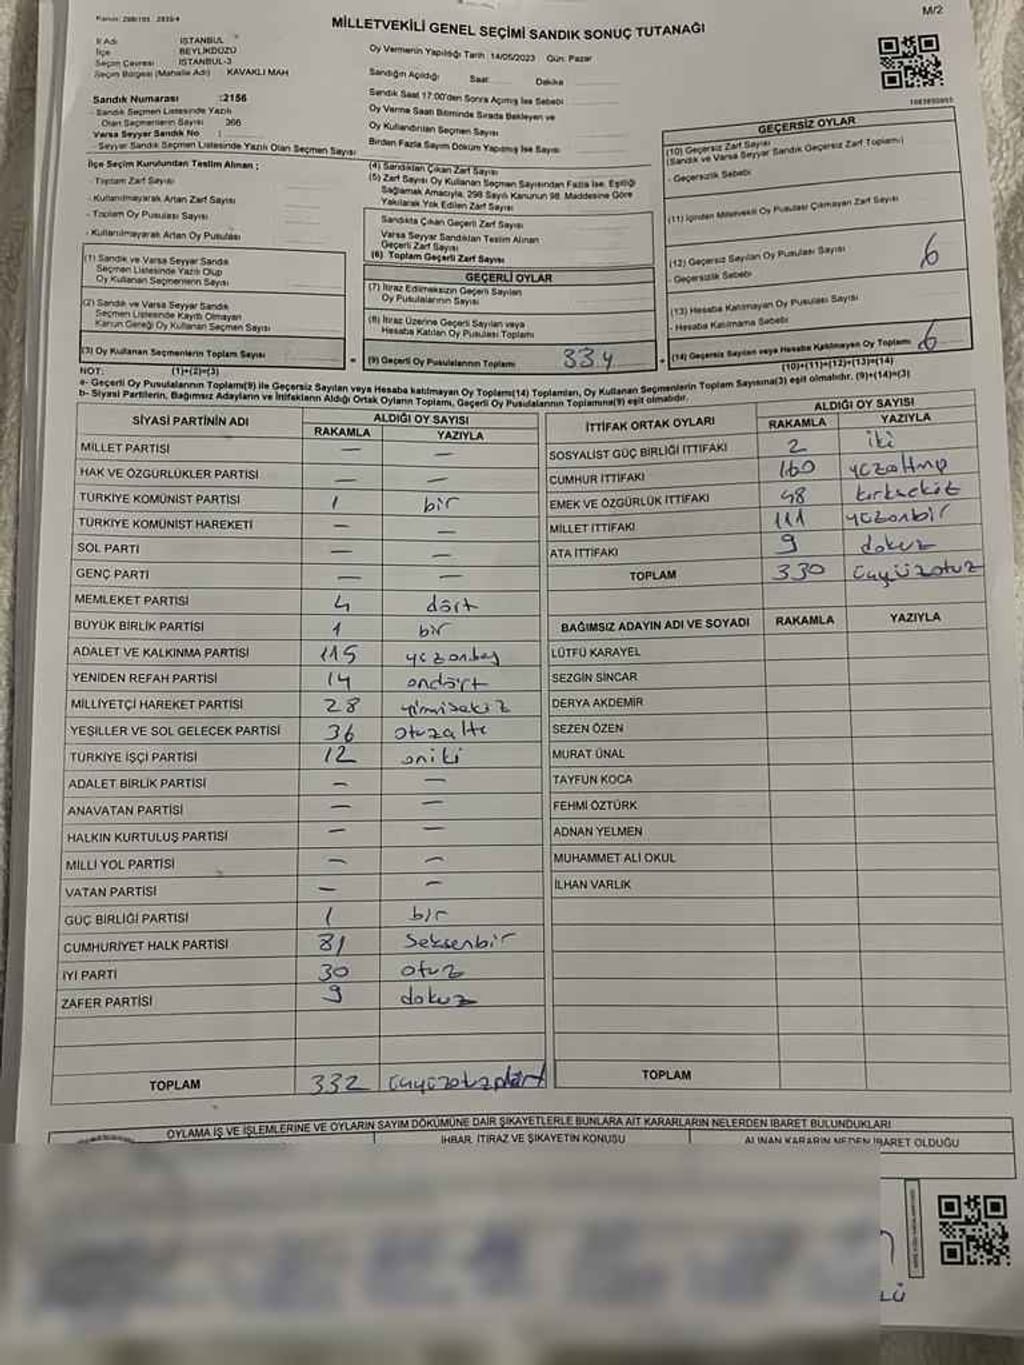 Kanun: 298/105 2839/4
M/2
MİLLETVEKİLİ GENEL SEÇİMİ SANDIK SONUÇ TUTANAĞI
İl Adı : İSTANBUL
İlçe : BEYLİKDÜZÜ
Seçim Çevresi : İSTANBUL-3
Seçim Bölgesi (Mahalle Adı) KAVAKLI MAH
Sandık Numarası :2156
Sandık Seçmen Listesinde Yazılı
Olan Seçmenlerin Sayısı 366
Varsa Seyyar Sandık No :
Seyyar Sandık Seçmen Listesinde Yazılı Olan Seçmen Sayısı
Oy Vermenin Yapıldığı Tarih :14/05/2023 Gün: Pazar
Sandığın Açıldığı Saat: Dakika
Sandık Saat 17:00'den Sonra Açılmış İse Sebebi
Oy Verme Saati Bitiminde Sırada Bekleyen ve
Oy Kullandırılan Seçmen Sayısı
Birden Fazla Sayım Döküm Yapılmış İse Sayısı
İlçe Seçim Kurulundan Teslim Alınan ;
- Toplam Zarf Sayısı
- Kullanılmayarak Artan Zarf Sayısı
- Toplam Oy Pusulası Sayısı
- Kullanılmayarak Artan Oy Pusulası
(1) Sandık ve Varsa Seyyar Sandık
Seçmen Listesinde Yazılı Olup
Oy Kullanan Seçmenlerin Sayısı
(2) Sandık ve Varsa Seyyar Sandık
Seçmen Listesinde Kayıtlı Olmayan
Kanun Gereği Oy Kullanan Seçmen Sayısı
(3) Oy Kullanan Seçmenlerin Toplam Sayısı
(4) Sandıktan Çıkan Zarf Sayısı
(5) Zarf Sayısı Oy Kullanan Seçmen Sayısından Fazla İse, Eşitliği
Sağlamak Amacıyla, 298 Sayılı Kanunun 98. Maddesine Göre
Yakılarak Yok Edilen Zarf Sayısı
Sandıkta Çıkan Geçerli Zarf Sayısı
Varsa Seyyar Sandıktan Teslim Alınan
Geçerli Zarf Sayısı
(6) Toplam Geçerli Zarf Sayısı
GEÇERLİ OYLAR
(7) İtiraz Edilmeksizin Geçerli Sayılan
Oy Pusulalarının Sayısı
(8) İtiraz Üzerine Geçerli Sayılan veya
Hesaba Katılan Oy Pusulası Toplamı
= (9) Geçerli Oy Pusulalarının Toplamı 334
GEÇERSİZ OYLAR
(10) Geçersiz Zarf Sayısı
(Sandık ve Varsa Seyyar Sandık Geçersiz Zarf Toplamı)
- Geçersizlik Sebebi
(11) İçinden Milletvekili Oy Pusulası Çıkmayan Zarf Sayısı
(12) Geçersiz Sayılan Oy Pusulası Sayısı 6
- Geçersizlik Sebebi
(13) Hesaba Katılmayan Oy Pusulası Sayısı
- Hesaba Katılmama Sebebi
+ (14) Geçersiz Sayılan veya Hesaba Katılmayan Oy Toplamı 6
NOT: (1)+(2)=(3)
(10)+(11)+(12)+(13)=(14)
a- Geçerli Oy Pusulalarının Toplamı(9) ile Geçersiz Sayılan veya Hesaba katılmayan Oy Toplamı(14) Toplamları, Oy Kullanan Seçmenlerin Toplam Sayısına(3) eşit olmalıdır. (9)+(14)=(3)
b- Siyasi Partilerin, Bağımsız Adayların ve İttifakların Aldığı Ortak Oyların Toplamı, Geçerli Oy Pusulalarının Toplamına(9) eşit olmalıdır.
SİYASİ PARTİNİN ADI ALDIĞI OY SAYISI
RAKAMLA YAZIYLA
MİLLET PARTİSİ — —
HAK VE ÖZGÜRLÜKLER PARTİSİ — —
TÜRKİYE KOMÜNİST PARTİSİ 1 bir
TÜRKİYE KOMÜNİST HAREKETİ — —
SOL PARTİ — —
GENÇ PARTİ — —
MEMLEKET PARTİSİ 4 dört
BÜYÜK BİRLİK PARTİSİ 1 bir
ADALET VE KALKINMA PARTİSİ 115 yüzonbeş
YENİDEN REFAH PARTİSİ 14 ondört
MİLLİYETÇİ HAREKET PARTİSİ 28 yirmisekiz
YEŞİLLER VE SOL GELECEK PARTİSİ 36 otuzaltı
TÜRKİYE İŞÇİ PARTİSİ 12 oniki
ADALET BİRLİK PARTİSİ — —
ANAVATAN PARTİSİ — —
HALKIN KURTULUŞ PARTİSİ — —
MİLLİ YOL PARTİSİ — —
VATAN PARTİSİ — —
GÜÇ BİRLİĞİ PARTİSİ 1 bir
CUMHURİYET HALK PARTİSİ 81 seksenbir
İYİ PARTİ 30 otuz
ZAFER PARTİSİ 9 dokuz
TOPLAM 332
İTTİFAK ORTAK OYLARI ALDIĞI OY SAYISI
RAKAMLA YAZIYLA
SOSYALİST GÜÇ BİRLİĞİ İTTİFAKI 2 iki
CUMHUR İTTİFAKI 160 yüzaltmış
EMEK VE ÖZGÜRLÜK İTTİFAKI 48 kırksekiz
MİLLET İTTİFAKI 111 yüzonbir
ATA İTTİFAKI 9 dokuz
TOPLAM 330 üçyüzotuz
BAĞIMSIZ ADAYIN ADI VE SOYADI RAKAMLA YAZIYLA
LÜTFÜ KARAYEL
SEZGİN SİNCAR
DERYA AKDEMİR
SEZEN ÖZEN
MURAT ÜNAL
TAYFUN KOCA
FEHMİ ÖZTÜRK
ADNAN YELMEN
MUHAMMET ALİ OKUL
İLHAN VARLIK
TOPLAM
OYLAMA İŞ VE İŞLEMLERİNE VE OYLARIN SAYIM DÖKÜMÜNE DAİR ŞİKAYETLERLE BUNLARA AİT KARARLARIN NELERDEN İBARET BULUNDUKLARI
İHBAR, İTİRAZ VE ŞİKAYETİN KONUSU
ALINAN KARARIN NEDEN İBARET OLDUĞU